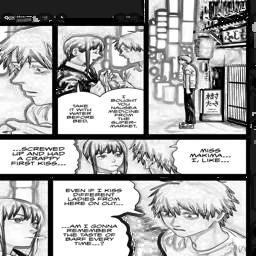 I
BOUGHT
YOU
NAUSEA
MEDICINE
FROM
THE
SUPER-
MARKET.
TAKE
IT WITH
WATER
BEFORE
BED.
MISS
MAKIMA...
I, LIKE...
...SCREWED
UP AND HAD
A CRAPPY
FIRST KISS...
EVEN IF I KISS
DIFFERENT
LADIES FROM
HERE ON OUT...
...AM I GONNA
REMEMBER
THE TASTE OF
BARF EVERY
TIME...?